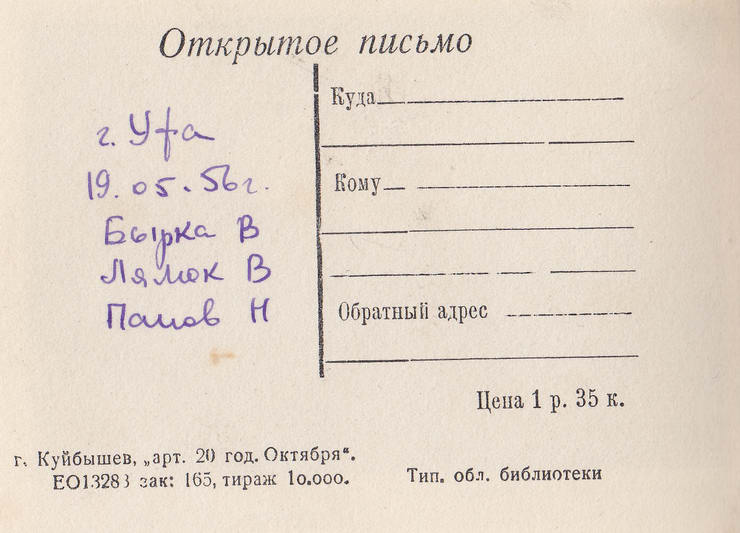 Открытое письмо
г. Уфа
19.05.56г.
Бырка В
Лямок В
Попов Н
Куда
Кому
Обратный адрес
Цена 1 р. 35 к.
г. Куйбышев, „арт. 20 год. Октября“.
ЕО13283 зак: 165, тираж 10.000.
Тип. обл. библиотеки